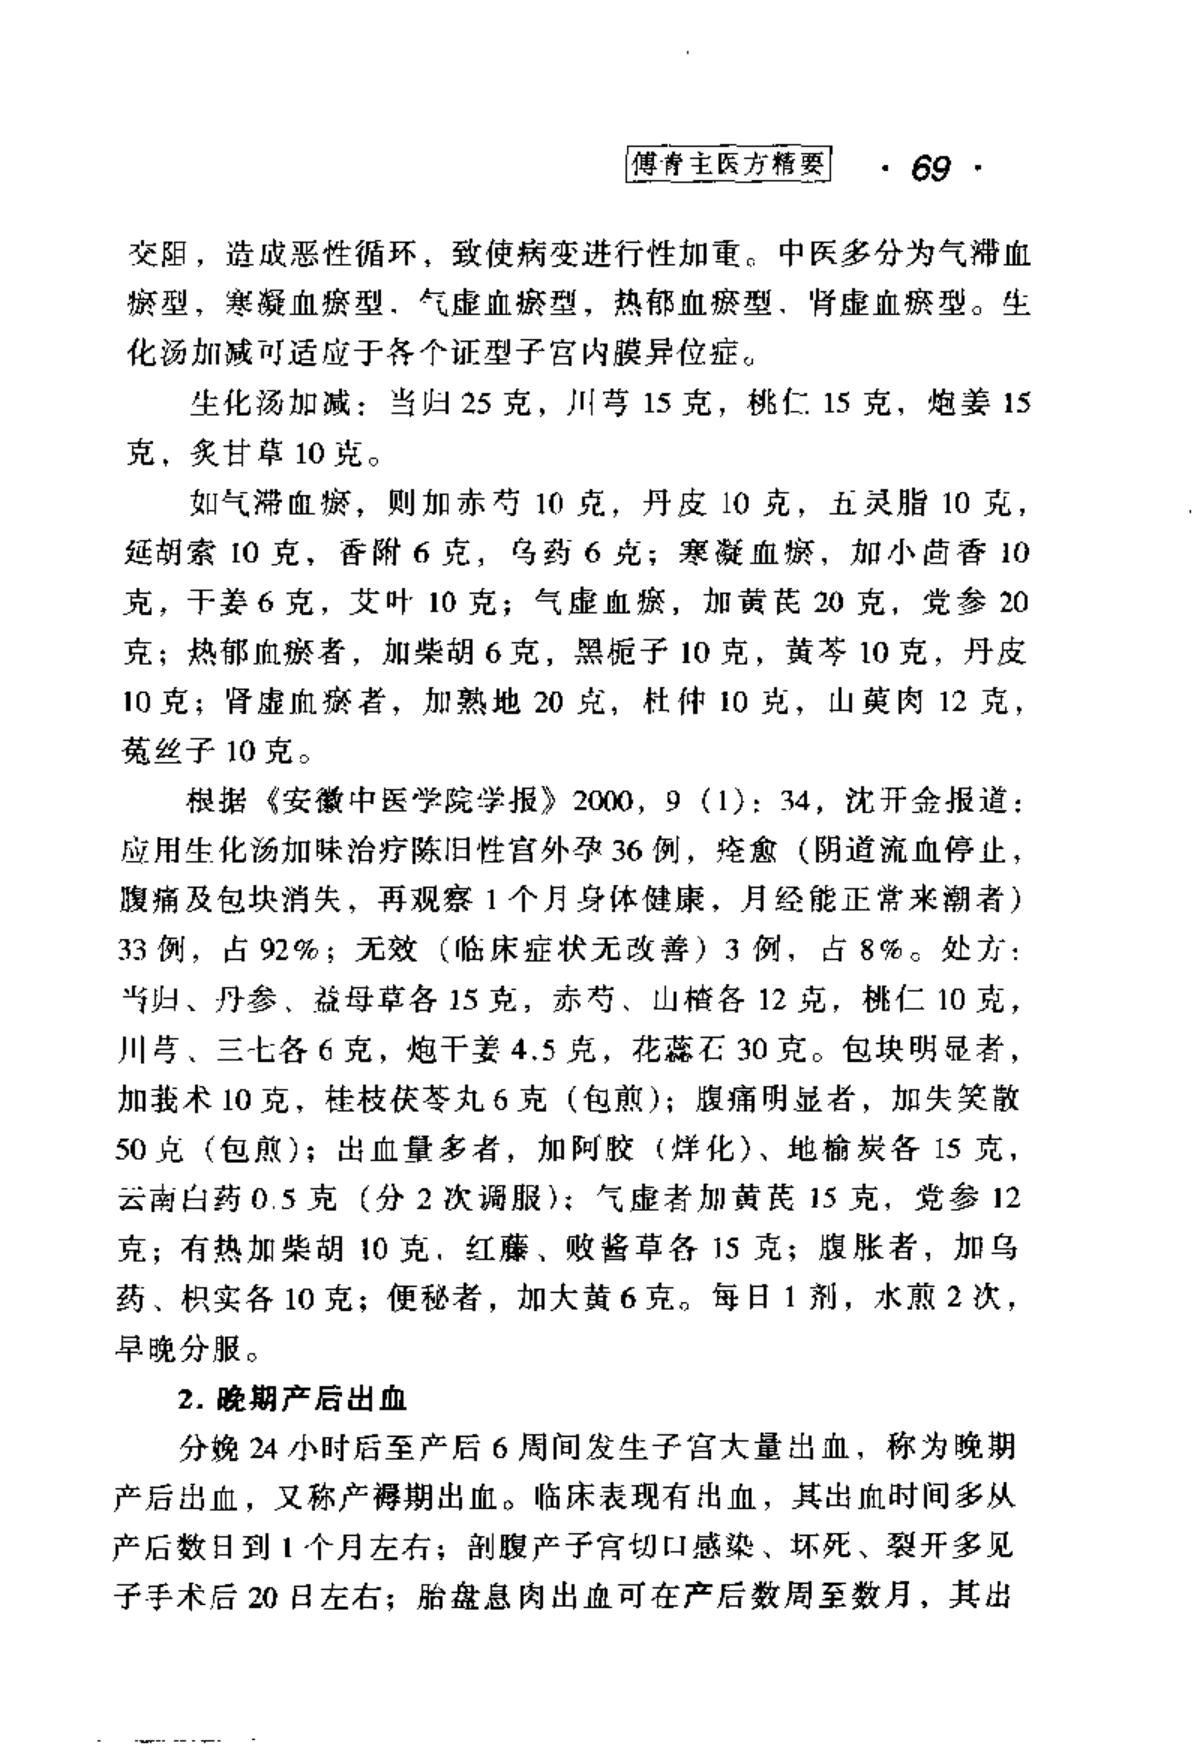 傅青主医方精要 · 69 ·
交阻，造成恶性循环，致使病变进行性加重。中医多分为气滞血
瘀型，寒凝血瘀型、气虚血瘀型，热郁血瘀型、肾虚血瘀型。生
化汤加减可适应于各个证型子宫内膜异位症。
生化汤加减：当归 25 克，川芎 15 克，桃仁 15 克，炮姜 15
克，炙甘草 10 克。
如气滞血瘀，则加赤芍 10 克，丹皮 10 克，五灵脂 10 克，
延胡索 10 克，香附 6 克，乌药 6 克；寒凝血瘀，加小茴香 10
克，干姜 6 克，艾叶 10 克；气虚血瘀，加黄芪 20 克，党参 20
克；热郁血瘀者，加柴胡 6 克，黑栀子 10 克，黄芩 10 克，丹皮
10 克；肾虚血瘀者，加熟地 20 克，杜仲 10 克，山萸肉 12 克，
菟丝子 10 克。
根据《安徽中医学院学报》2000，9（1）：34，沈开金报道：
应用生化汤加味治疗陈旧性宫外孕 36 例，痊愈（阴道流血停止，
腹痛及包块消失，再观察 1 个月身体健康，月经能正常来潮者）
33 例，占 92%；无效（临床症状无改善）3 例，占 8%。处方：
当归、丹参、益母草各 15 克，赤芍、山楂各 12 克，桃仁 10 克，
川芎、三七各 6 克，炮干姜 4.5 克，花蕊石 30 克。包块明显者，
加莪术 10 克，桂枝茯苓丸 6 克（包煎）；腹痛明显者，加失笑散
50 克（包煎）；出血量多者，加阿胶（烊化）、地榆炭各 15 克，
云南白药 0.5 克（分 2 次调服）；气虚者加黄芪 15 克，党参 12
克；有热加柴胡 10 克，红藤、败酱草各 15 克；腹胀者，加乌
药、枳实各 10 克；便秘者，加大黄 6 克。每日 1 剂，水煎 2 次，
早晚分服。
2. 晚期产后出血
分娩 24 小时后至产后 6 周间发生子宫大量出血，称为晚期
产后出血，又称产褥期出血。临床表现有出血，其出血时间多从
产后数日到 1 个月左右；剖腹产子宫切口感染、坏死、裂开多见
于手术后 20 日左右；胎盘息肉出血可在产后数周至数月，其出